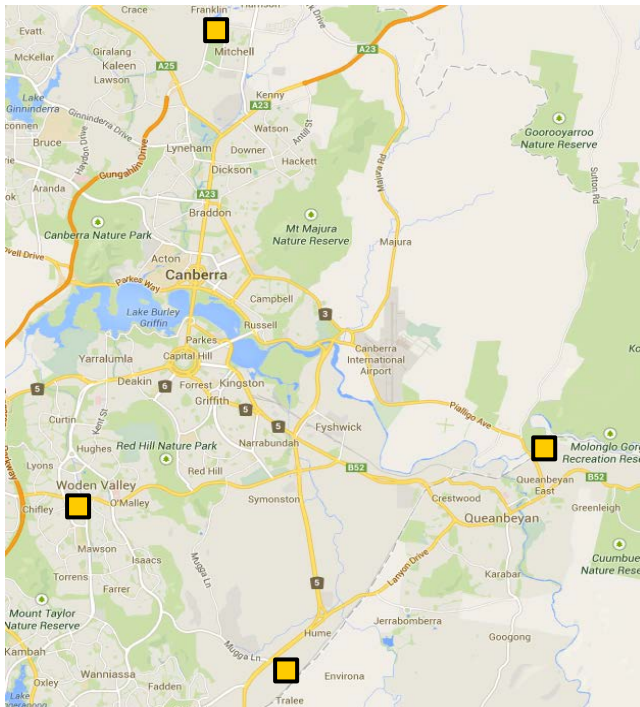 Crace
Franklin
Harrison
Evatt
Giralang
Mitchell
McKellar
Kaleen
Lawson
A25
A23
Kenny
Lake
Ginninderra
Ginninderra Drive
A23
Watson
Antill St
Goorooyarroo
Nature Reserve
Bruce
Haydon Drive
Lyneham
Downer
Hackett
Dickson
Gungahlin Drive
Aranda
A23
Braddon
Majura Rd
Sutton Rd
Canberra Nature Park
Mt Majura
Nature Reserve
Majura
Acton
Canberra
Parkes Way
Campbell
Lake Burley
Griffin
Russell
3
Parkes
Yarralumla
Capital Hill
Canberra
International
Airport
Deakin
Forrest
Kingston
5
6
Griffith
5
Pialligo Ave
Curtin
Kent St
5
Narrabundah
Fyshwick
Hughes
Red Hill Nature Park
Lyons
Red Hill
B52
Molonglo
Recreation
Queanbeyan
East
B52
Woden Valley
O'Malley
Symonston
Crestwood
Greenleigh
Chifley
Queanbeyan
Mawson
Isaacs
Mugga Ln
Lanyon Drive
Torrens
Farrer
5
Karabar
Nature
Mount Taylor
Nature Reserve
Jerrabomberra
Hume
Googong
Kambah
Mugga Ln
Wanniassa
Oxley
Fadden
Environa
Tralee